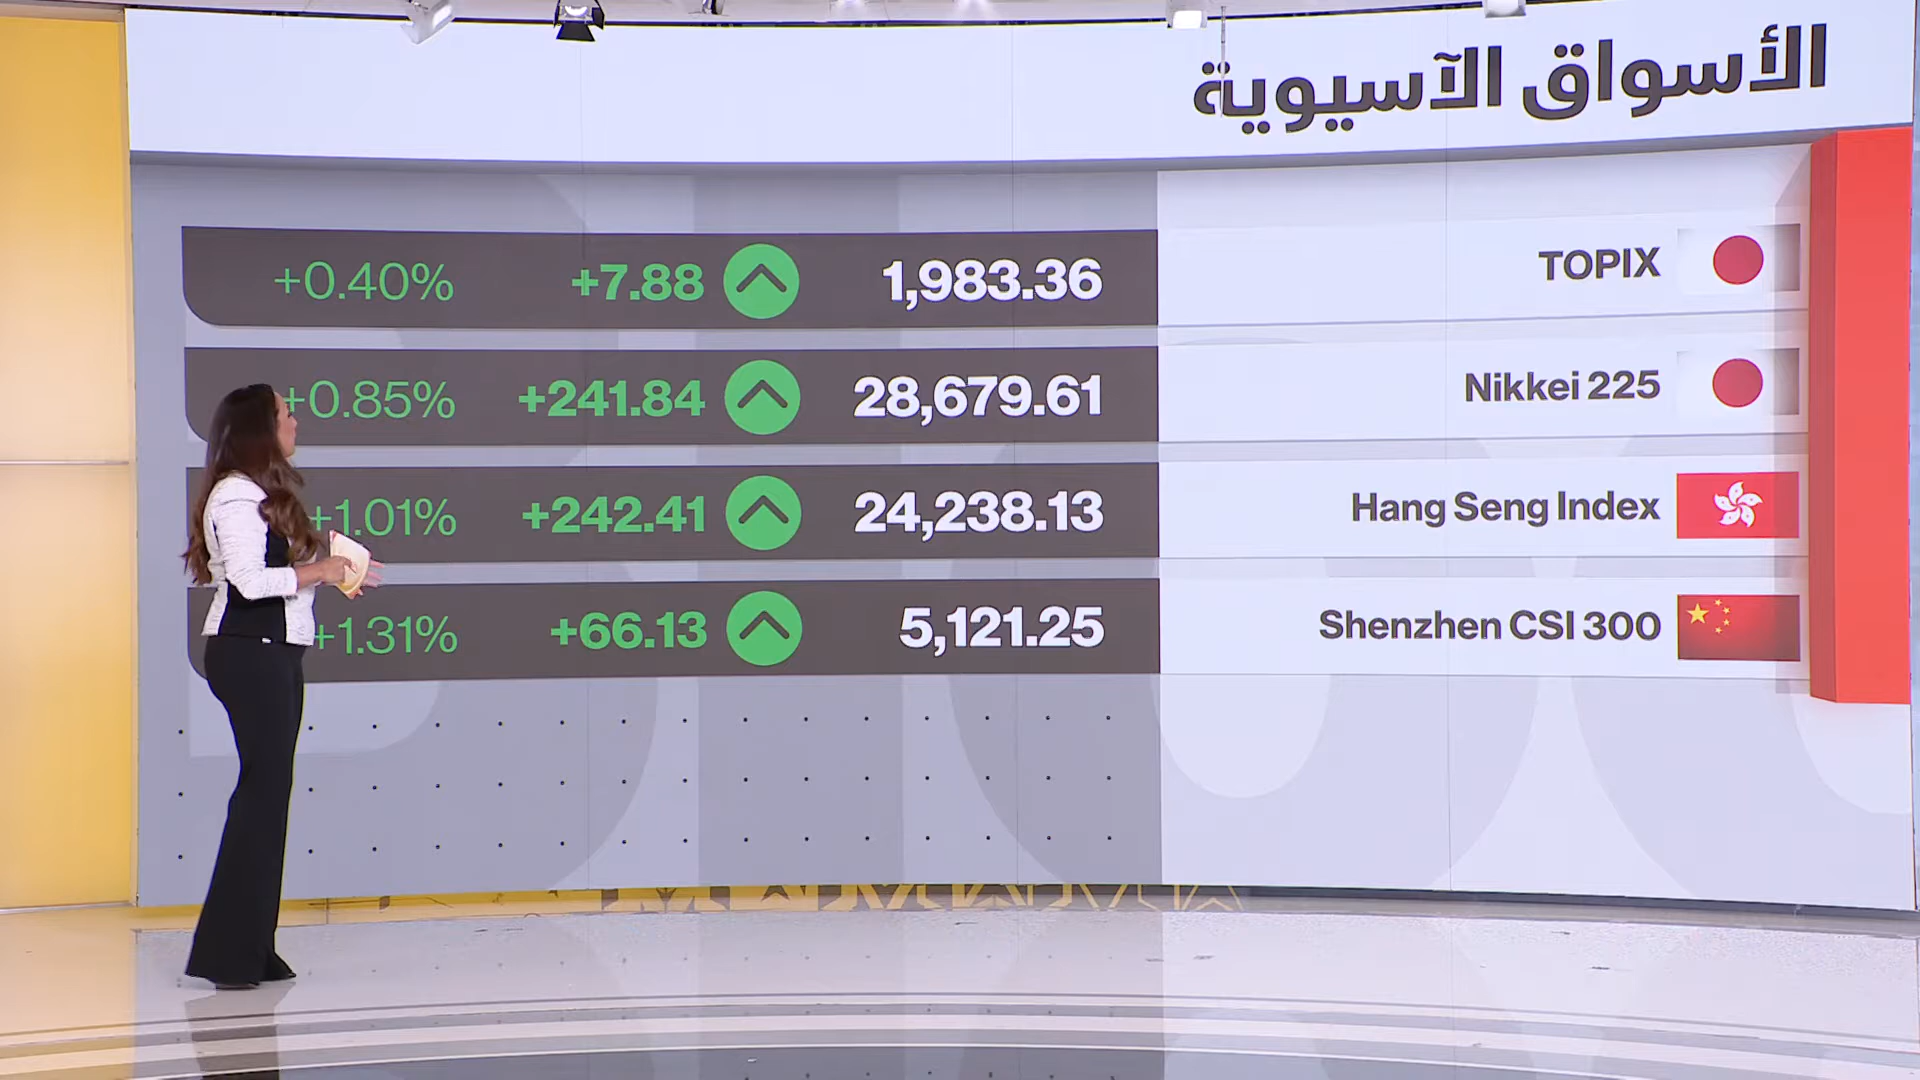 الأسواق الآسيوية
TOPIX 1,983.36 +7.88 +0.40%
Nikkei 225 28,679.61 +241.84 +0.85%
Hang Seng Index 24,238.13 +242.41 +1.01%
Shenzhen CSI 300 5,121.25 +66.13 +1.31%